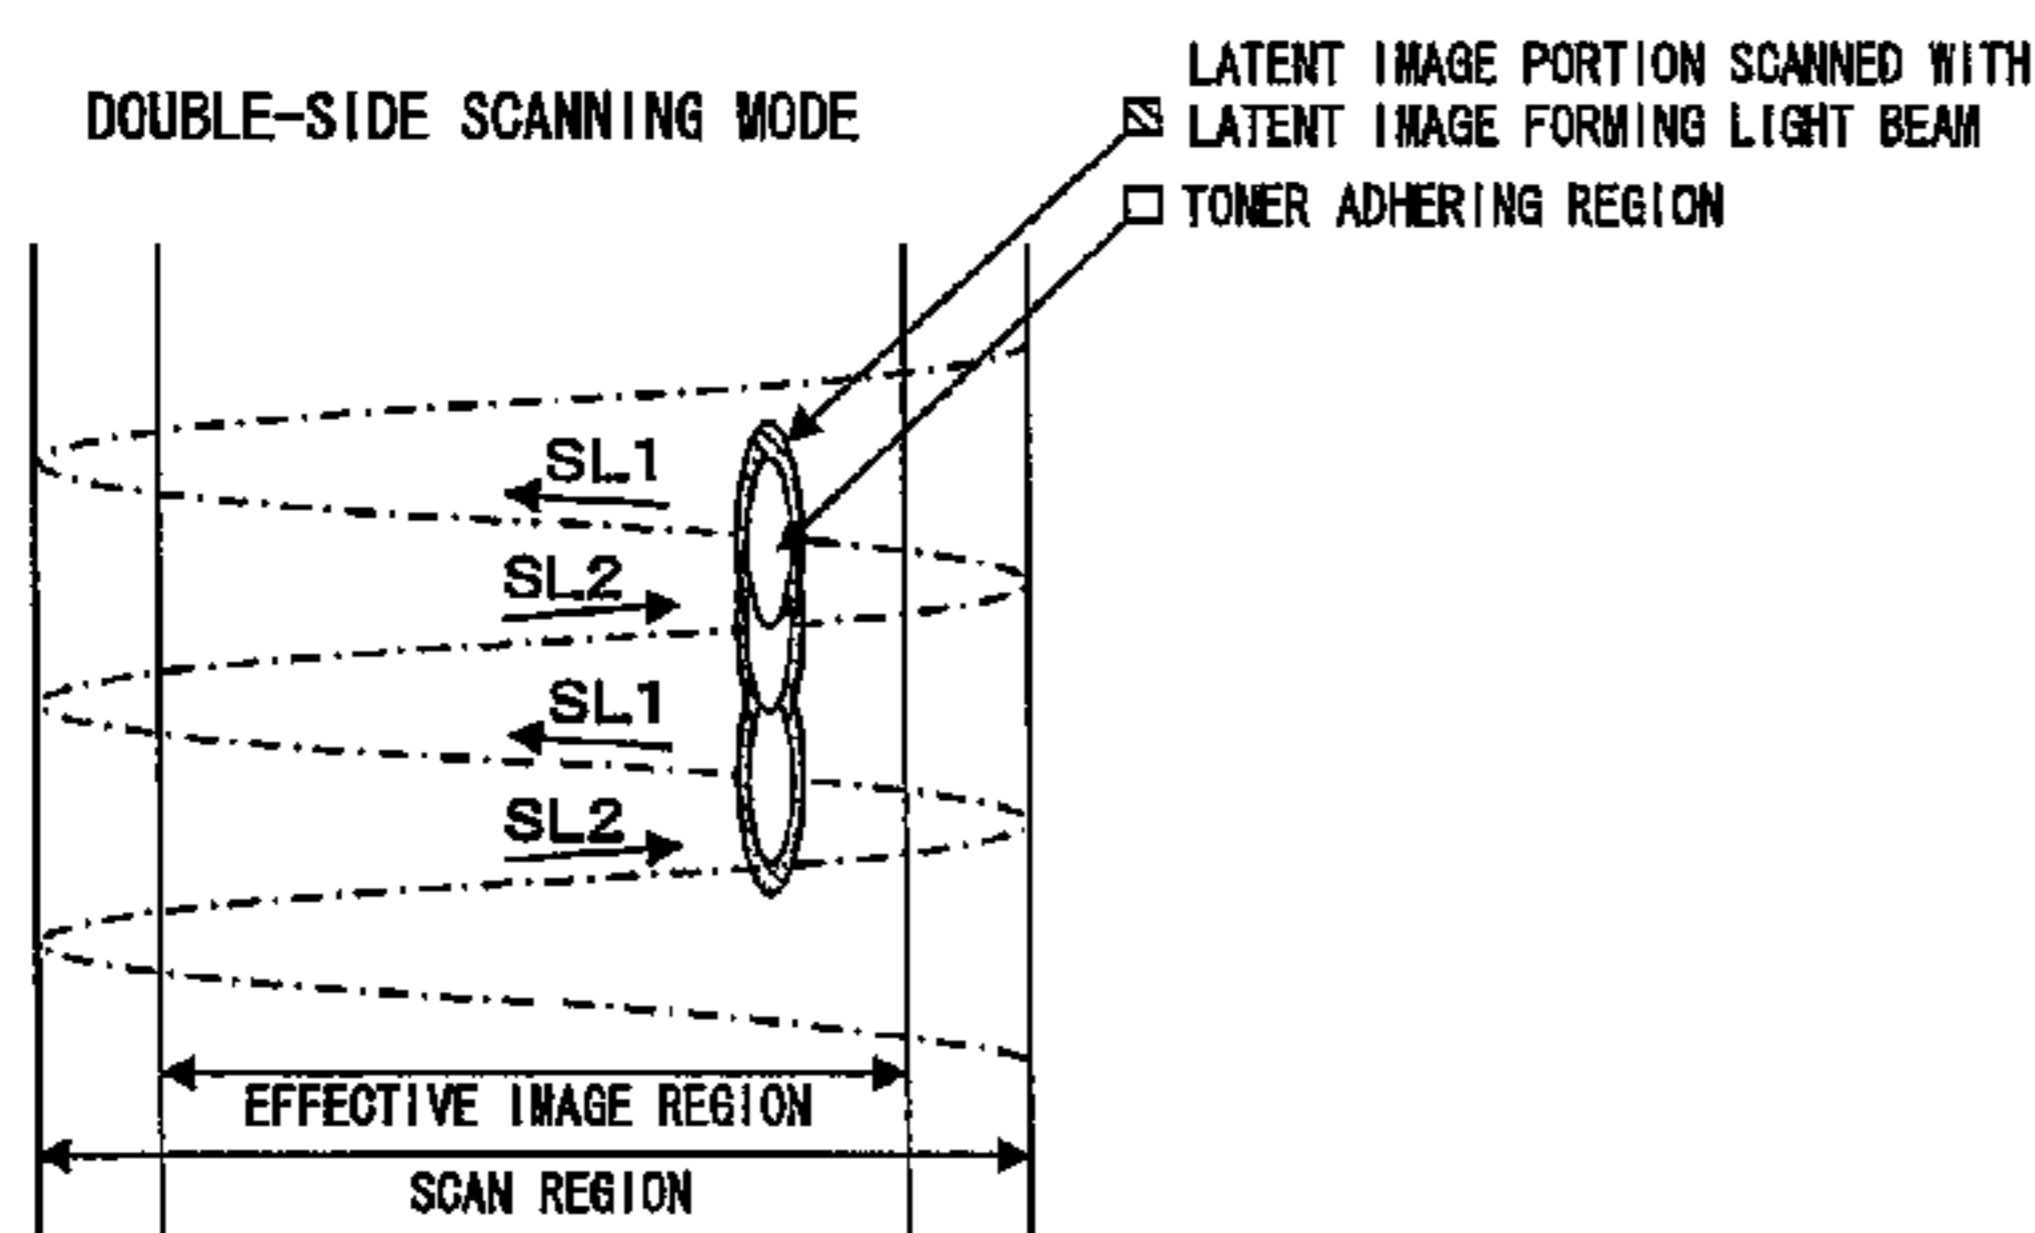 DOUBLE-SIDE SCANNING MODE
LATENT IMAGE PORTION SCANNED WITH
LATENT IMAGE FORMING LIGHT BEAM
TONER ADHERING REGION
SL1
SL2
SL1
SL2
EFFECTIVE IMAGE REGION
SCAN REGION